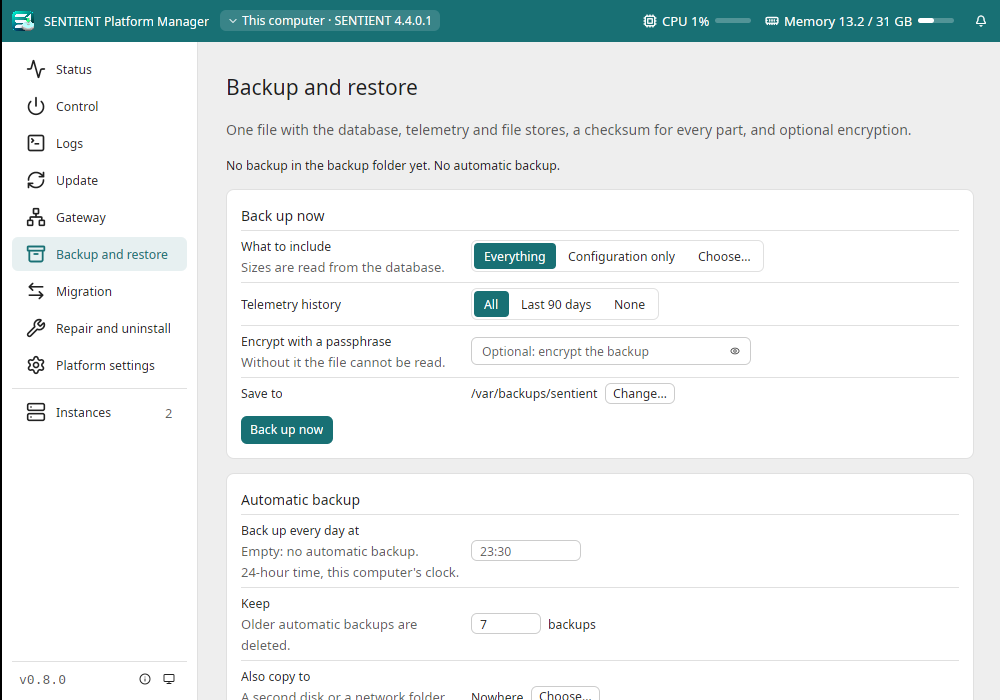 SENTIENT Platform Manager
This computer · SENTIENT 4.4.0.1
CPU 1%
Memory 13.2 / 31 GB
Status
Control
Logs
Update
Gateway
Backup and restore
Migration
Repair and uninstall
Platform settings
Instances 2
v0.8.0
Backup and restore
One file with the database, telemetry and file stores, a checksum for every part, and optional encryption.
No backup in the backup folder yet. No automatic backup.
Back up now
What to include
Sizes are read from the database.
Everything Configuration only Choose...
Telemetry history
All Last 90 days None
Encrypt with a passphrase
Without it the file cannot be read.
Optional: encrypt the backup
Save to
/var/backups/sentient Change...
Back up now
Automatic backup
Back up every day at
Empty: no automatic backup.
24-hour time, this computer's clock.
23:30
Keep
Older automatic backups are
deleted.
7 backups
Also copy to
A second disk or a network folder
Nowhere Choose...